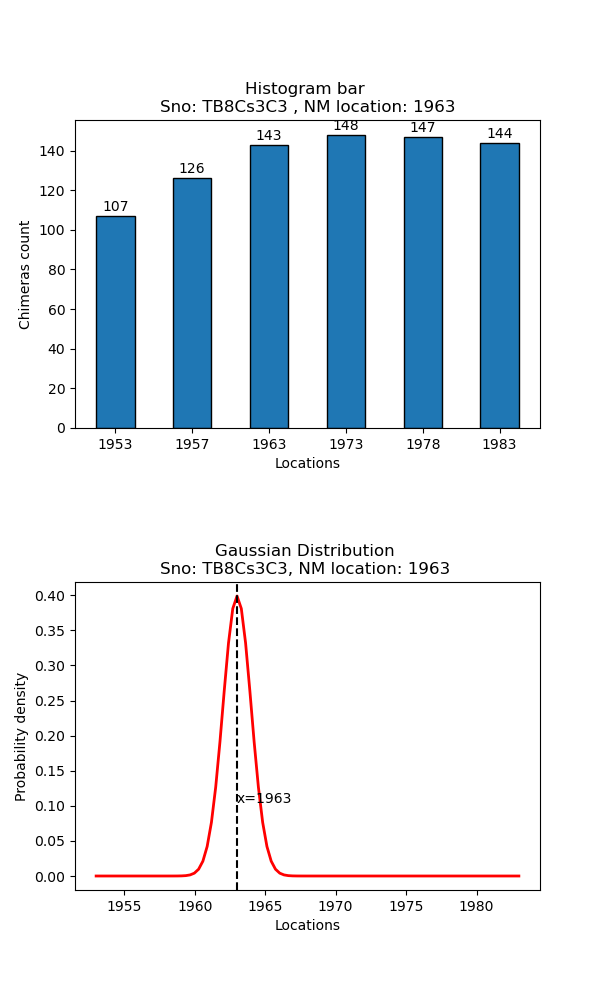 Histogram bar
Sno: TB8Cs3C3 , NM location: 1963
148
147
143
144
126
107
140
120
100
80
60
40
20
0
Chimeras count
1953 1957 1963 1973 1978 1983
Locations
Gaussian Distribution
Sno: TB8Cs3C3, NM location: 1963
0.40
0.35
0.30
0.25
0.20
0.15
0.10
0.05
0.00
Probability density
x=1963
1955 1960 1965 1970 1975 1980
Locations